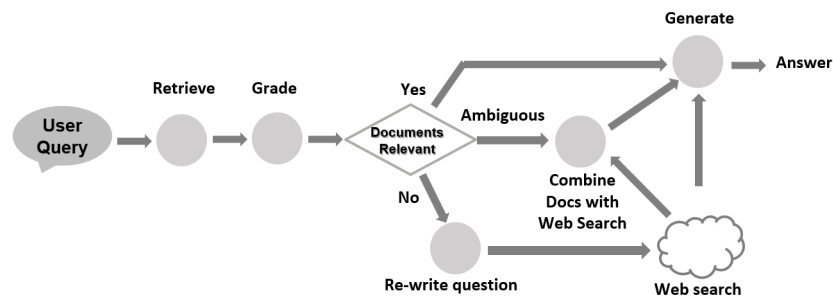 Generate
Answer
Retrieve
Grade
Yes
Ambiguous
User
Query
Documents
Relevant
No
Combine
Docs with
Web Search
Re-write question
Web search